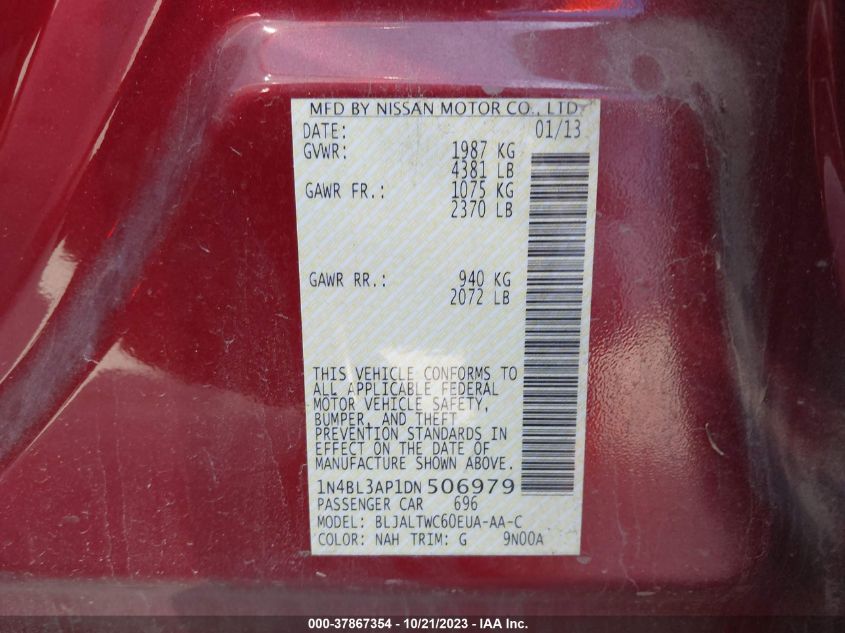 MFD BY NISSAN MOTOR CO., LTD
DATE: 01/13
GVWR: 1987 KG
4381 LB
GAWR FR.: 1075 KG
2370 LB
GAWR RR.: 940 KG
2072 LB
THIS VEHICLE CONFORMS TO
ALL APPLICABLE FEDERAL
MOTOR VEHICLE SAFETY,
BUMPER, AND THEFT
PREVENTION STANDARDS IN
EFFECT ON THE DATE OF
MANUFACTURE SHOWN ABOVE.
1N4BL3AP1DN506979
PASSENGER CAR 696
MODEL: BLJALTWC60EUA-AA-C
COLOR: NAH TRIM: G 9N00A
000-37867354 - 10/21/2023 - IAA Inc.